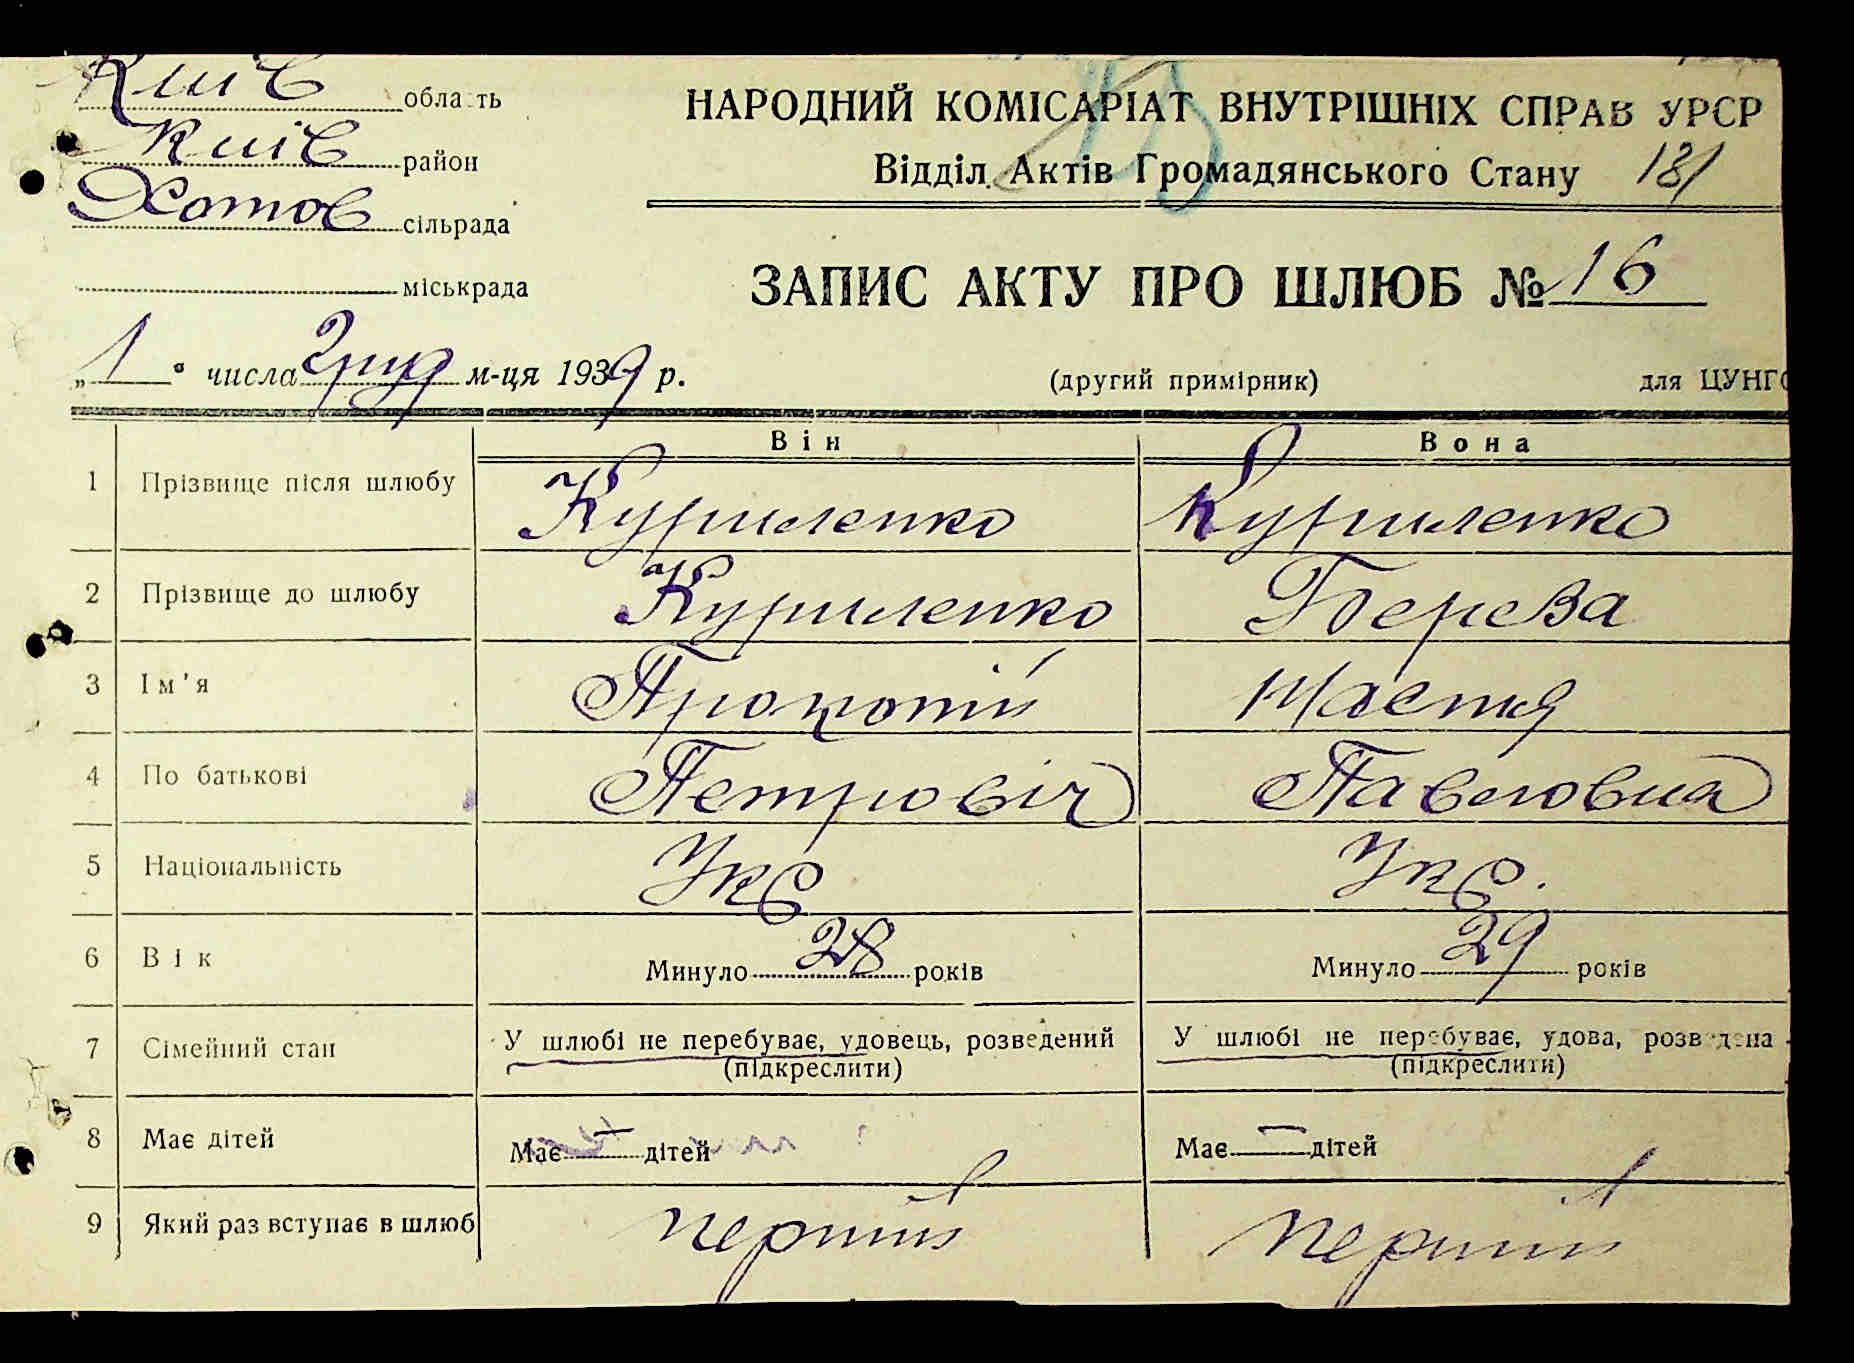 Київ область
Київ район
Хотов сільрада
міськрада
НАРОДНИЙ КОМІСАРІАТ ВНУТРІШНІХ СПРАВ УРСР
Відділ Актів Громадянського Стану 181
ЗАПИС АКТУ ПРО ШЛЮБ № 16
„1“ числа груд м-ця 1939 р.
(другий примірник) для ЦУНГО
Він Вона
1 Прізвище після шлюбу Куриленко Куриленко
2 Прізвище до шлюбу Куриленко Береза
3 Ім'я Прокопій Настя
4 По батькові Петровіч Павловна
5 Національність Укр Укр.
6 Вік Минуло 28 років Минуло 29 років
7 Сімейний стан У шлюбі не перебуває, удовець, розведений У шлюбі не перебуває, удова, розведена
(підкреслити) (підкреслити)
8 Має дітей Має — дітей Має — дітей
9 Який раз вступає в шлюб перший перший